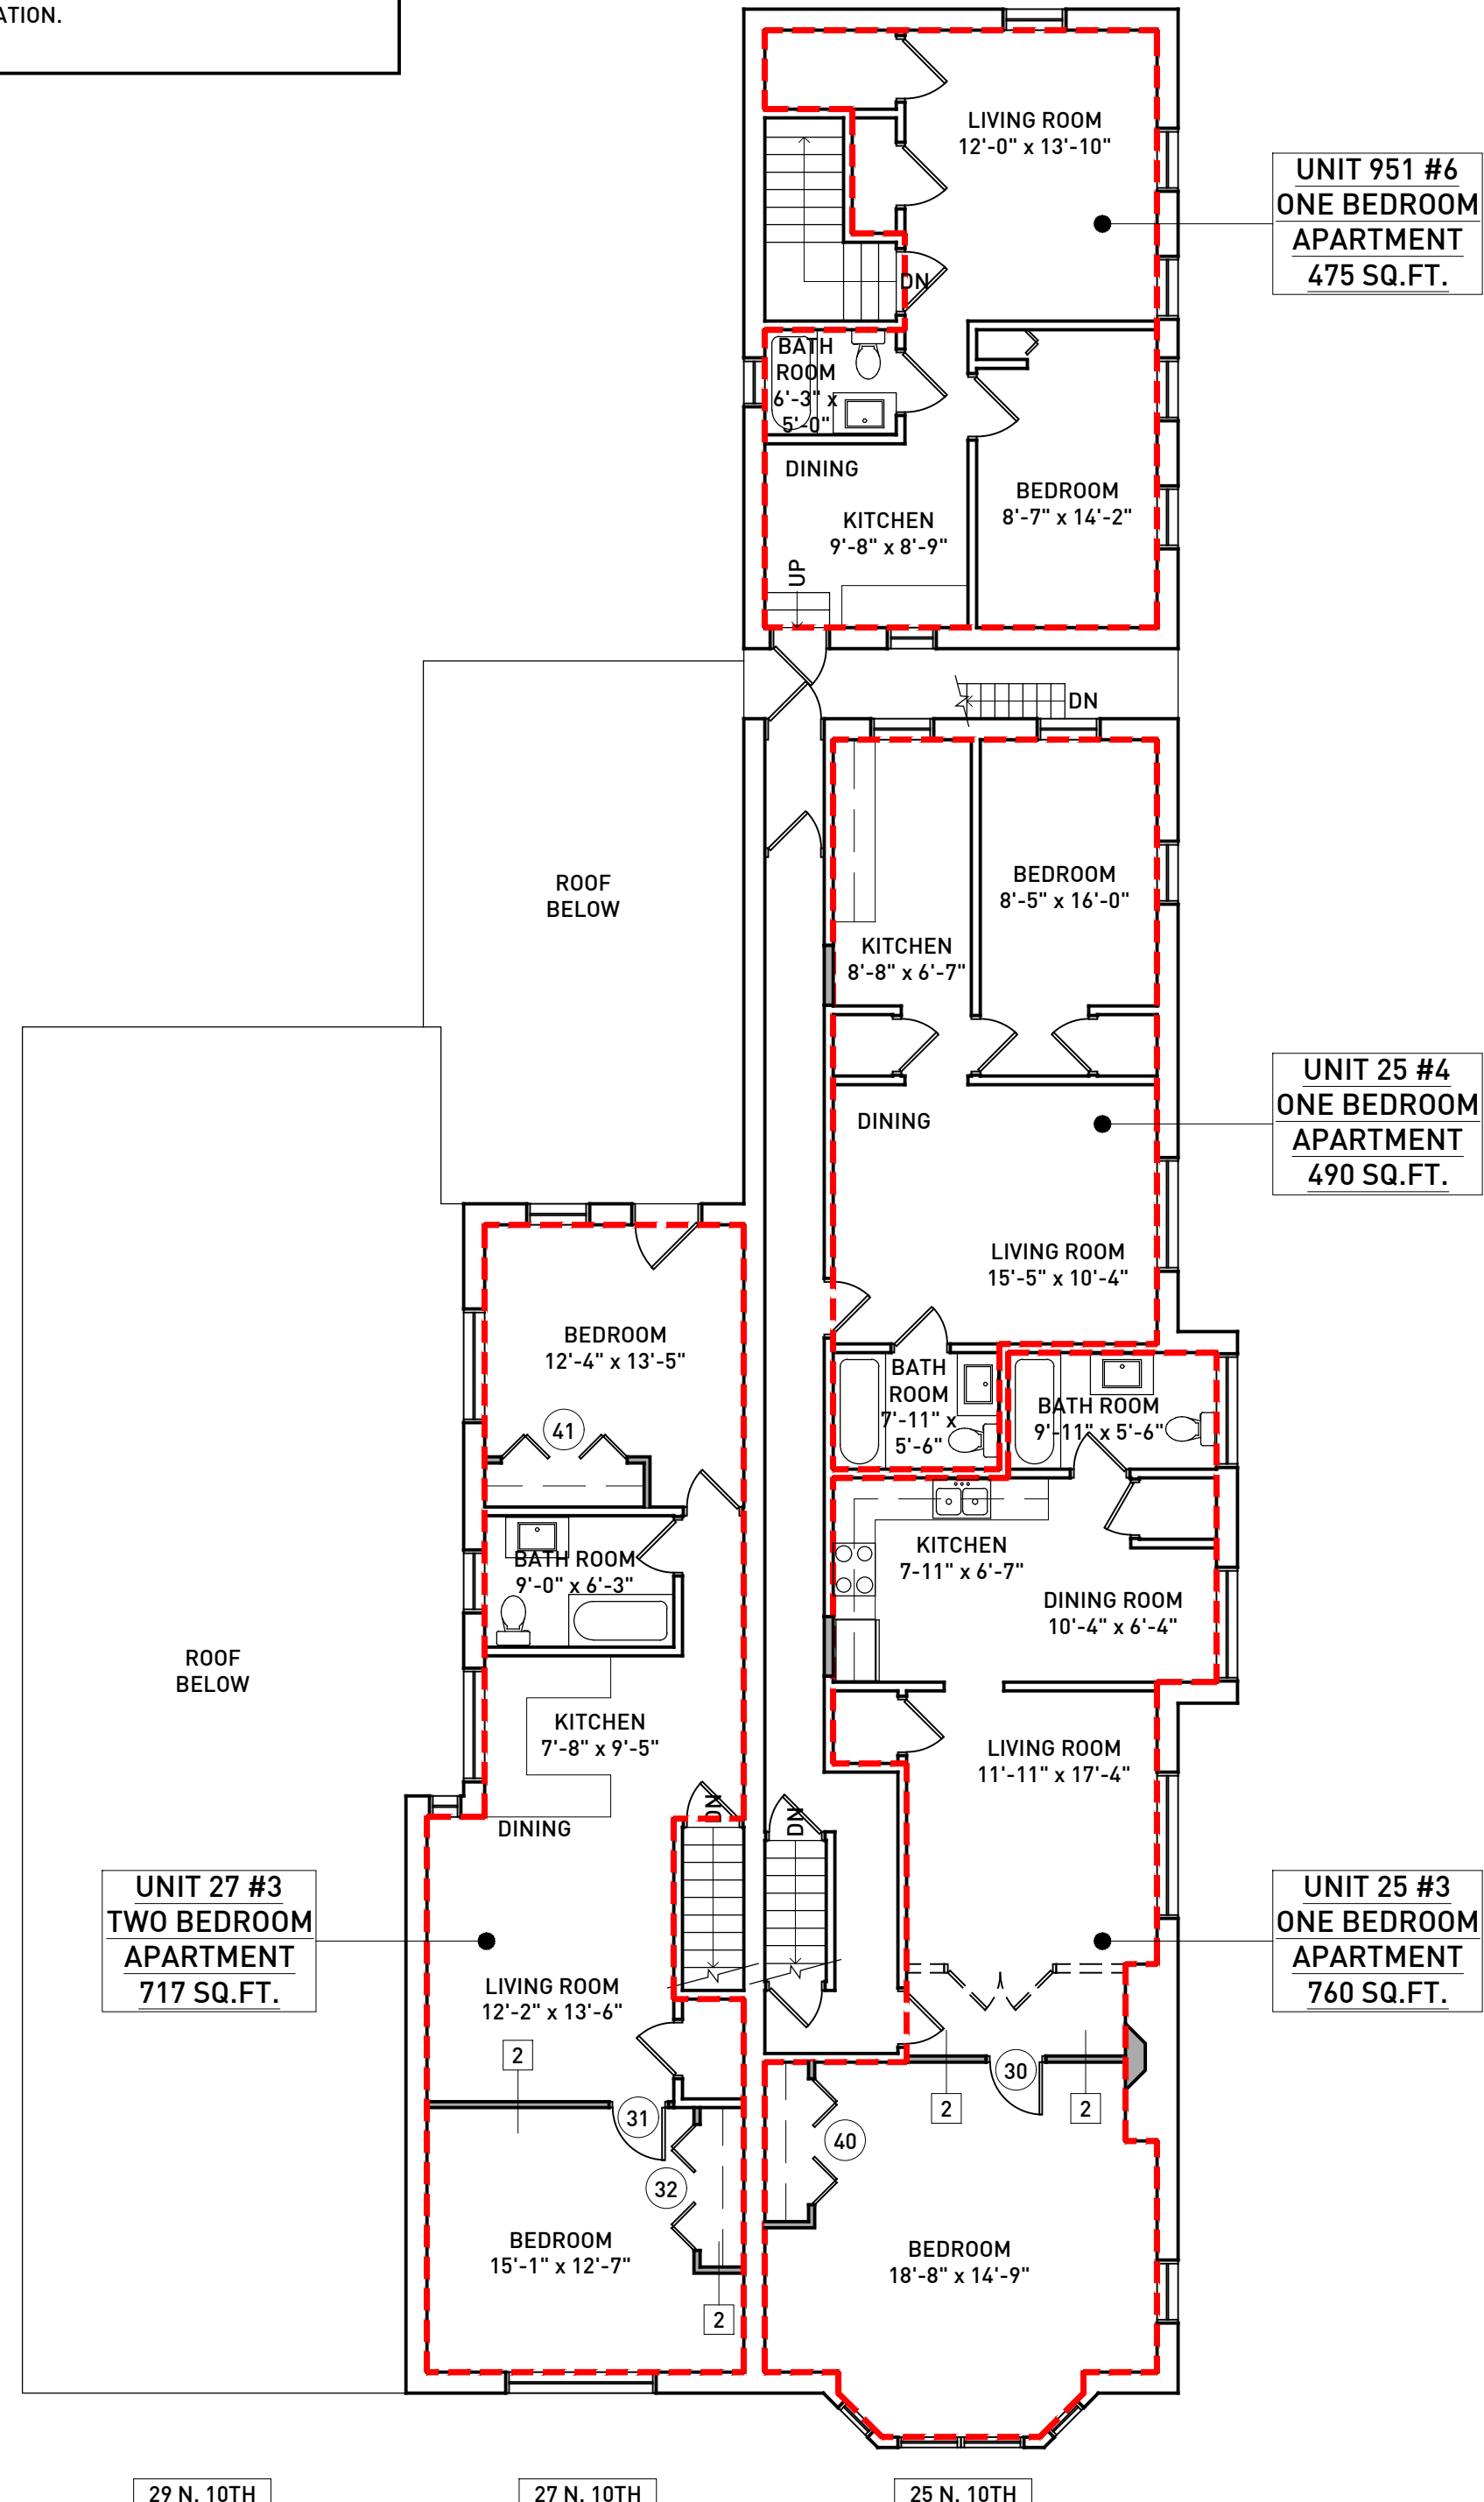 ATION.
LIVING ROOM
12'-0" x 13'-10"
UNIT 951 #6
ONE BEDROOM
APARTMENT
475 SQ.FT.
DN
BATH
ROOM
6'-3" x
5'-0"
DINING
BEDROOM
8'-7" x 14'-2"
KITCHEN
9'-8" x 8'-9"
UP
DN
ROOF
BELOW
BEDROOM
8'-5" x 16'-0"
KITCHEN
8'-8" x 6'-7"
UNIT 25 #4
ONE BEDROOM
APARTMENT
490 SQ.FT.
DINING
LIVING ROOM
15'-5" x 10'-4"
BEDROOM
12'-4" x 13'-5"
BATH
ROOM
7'-11" x
5'-6"
BATH ROOM
9'-11" x 5'-6"
41
KITCHEN
7-11" x 6'-7"
BATH ROOM
9'-0" x 6'-3"
DINING ROOM
10'-4" x 6'-4"
ROOF
BELOW
KITCHEN
7'-8" x 9'-5"
LIVING ROOM
11'-11" x 17'-4"
DN
DN
DINING
UNIT 27 #3
TWO BEDROOM
APARTMENT
717 SQ.FT.
UNIT 25 #3
ONE BEDROOM
APARTMENT
760 SQ.FT.
LIVING ROOM
12'-2" x 13'-6"
2
30
2
2
31
40
32
BEDROOM
15'-1" x 12'-7"
BEDROOM
18'-8" x 14'-9"
2
29 N. 10TH
27 N. 10TH
25 N. 10TH